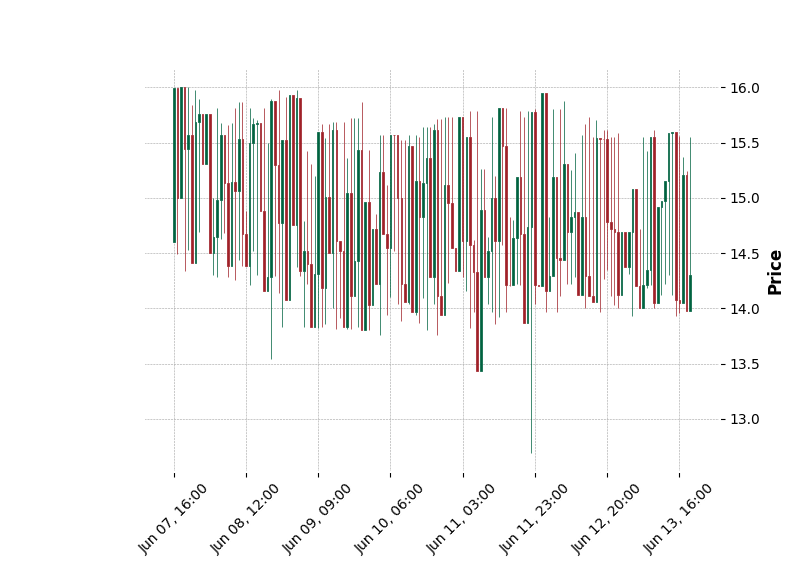 16.0
15.5
15.0
14.5
14.0
13.5
13.0
Price
Jun 07, 16:00
Jun 08, 12:00
Jun 09, 09:00
Jun 10, 06:00
Jun 11, 03:00
Jun 11, 23:00
Jun 12, 20:00
Jun 13, 16:00